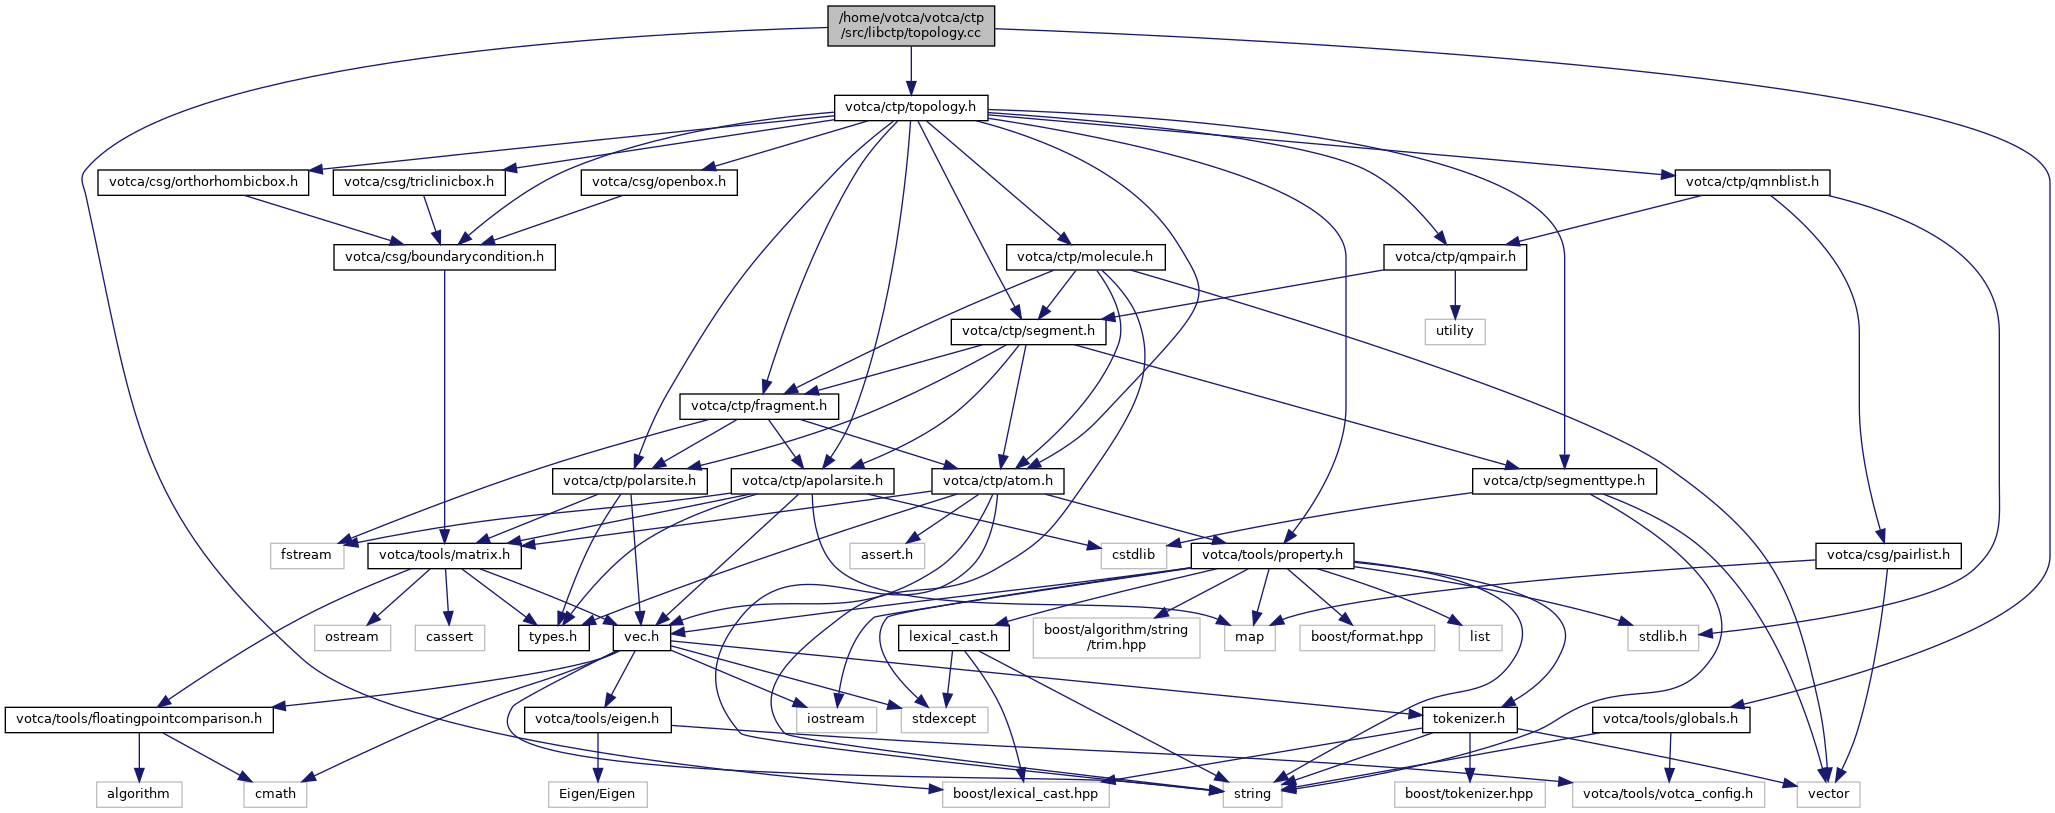 /home/votca/votca/ctp
/src/libctp/topology.cc
votca/ctp/topology.h
votca/csg/orthorhombicbox.h
votca/csg/triclinicbox.h
votca/csg/openbox.h
votca/ctp/qmnblist.h
votca/csg/boundarycondition.h
votca/ctp/molecule.h
votca/ctp/qmpair.h
votca/ctp/segment.h
utility
votca/ctp/fragment.h
votca/ctp/polarsite.h
votca/ctp/apolarsite.h
votca/ctp/atom.h
votca/ctp/segmenttype.h
fstream
votca/tools/matrix.h
assert.h
cstdlib
votca/tools/property.h
votca/csg/pairlist.h
ostream
cassert
types.h
vec.h
lexical_cast.h
boost/algorithm/string
/trim.hpp
map
boost/format.hpp
list
stdlib.h
votca/tools/floatingpointcomparison.h
votca/tools/eigen.h
iostream
stdexcept
tokenizer.h
votca/tools/globals.h
algorithm
cmath
Eigen/Eigen
boost/lexical_cast.hpp
string
boost/tokenizer.hpp
votca/tools/votca_config.h
vector